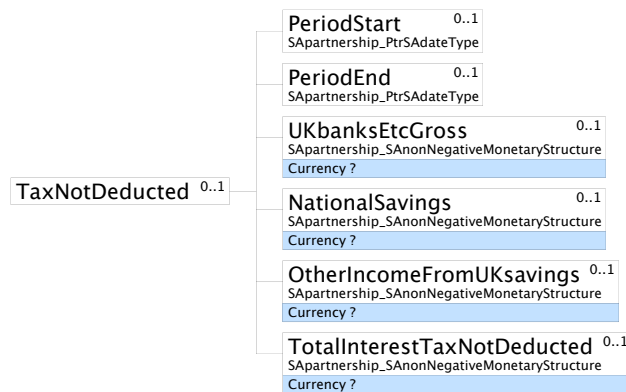 PeriodStart 0..1
SApartnership_PtrSAdateType
PeriodEnd 0..1
SApartnership_PtrSAdateType
UKbanksEtcGross 0..1
SApartnership_SAnonNegativeMonetaryStructure
Currency ?
TaxNotDeducted 0..1
NationalSavings 0..1
SApartnership_SAnonNegativeMonetaryStructure
Currency ?
OtherIncomeFromUKsavings 0..1
SApartnership_SAnonNegativeMonetaryStructure
Currency ?
TotalInterestTaxNotDeducted 0..1
SApartnership_SAnonNegativeMonetaryStructure
Currency ?